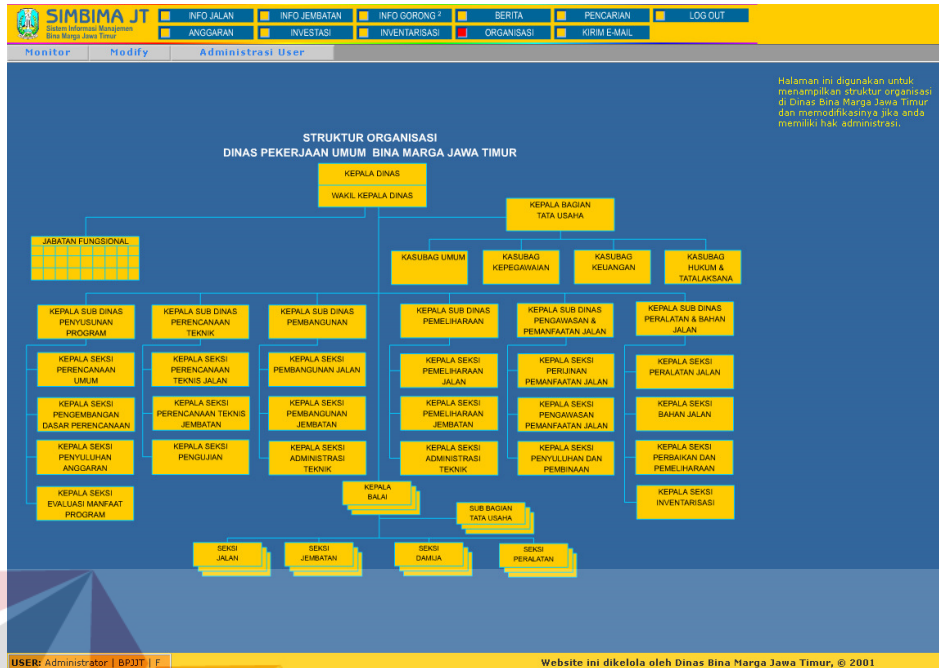 SIMBIMA JT
Sistem Informasi Manajemen
Bina Marga Jawa Timur
INFO JALAN
INFO JEMBATAN
INFO GORONG ²
BERITA
PENCARIAN
LOG OUT
ANGGARAN
INVESTASI
INVENTARISASI
ORGANISASI
KIRIM E-MAIL
Monitor
Modify
Administrasi User
Halaman ini digunakan untuk
menampilkan struktur organisasi
di Dinas Bina Marga Jawa Timur
dan memodifikasinya jika anda
memiliki hak administrasi.
STRUKTUR ORGANISASI
DINAS PEKERJAAN UMUM BINA MARGA JAWA TIMUR
KEPALA DINAS
WAKIL KEPALA DINAS
KEPALA BAGIAN
TATA USAHA
JABATAN FUNGSIONAL
KASUBAG UMUM
KASUBAG
KEPEGAWAIAN
KASUBAG
KEUANGAN
KASUBAG
HUKUM &
TATALAKSANA
KEPALA SUB DINAS
PENYUSUNAN
PROGRAM
KEPALA SUB DINAS
PERENCANAAN
TEKNIK
KEPALA SUB DINAS
PEMBANGUNAN
KEPALA SUB DINAS
PEMELIHARAAN
KEPALA SUB DINAS
PENGAWASAN &
PEMANFAATAN JALAN
KEPALA SUB DINAS
PERALATAN & BAHAN
JALAN
KEPALA SEKSI
PERENCANAAN
UMUM
KEPALA SEKSI
PERENCANAAN
TEKNIS JALAN
KEPALA SEKSI
PEMBANGUNAN JALAN
KEPALA SEKSI
PEMELIHARAAN
JALAN
KEPALA SEKSI
PERIJINAN
PEMANFAATAN JALAN
KEPALA SEKSI
PERALATAN JALAN
KEPALA SEKSI
PENGEMBANGAN
DASAR PERENCANAAN
KEPALA SEKSI
PERENCANAAN TEKNIS
JEMBATAN
KEPALA SEKSI
PEMBANGUNAN
JEMBATAN
KEPALA SEKSI
PEMELIHARAAN
JEMBATAN
KEPALA SEKSI
PENGAWASAN
PEMANFAATAN JALAN
KEPALA SEKSI
BAHAN JALAN
KEPALA SEKSI
PENYULUHAN
ANGGARAN
KEPALA SEKSI
PENGUJIAN
KEPALA SEKSI
ADMINISTRASI
TEKNIK
KEPALA SEKSI
ADMINISTRASI
TEKNIK
KEPALA SEKSI
PENYULUHAN DAN
PEMBINAAN
KEPALA SEKSI
PERBAIKAN DAN
PEMELIHARAAN
KEPALA SEKSI
EVALUASI MANFAAT
PROGRAM
KEPALA SEKSI
INVENTARISASI
KEPALA
BALAI
SUB BAGIAN
TATA USAHA
SEKSI
JALAN
SEKSI
JEMBATAN
SEKSI
DAMIJA
SEKSI
PERALATAN
USER: Administrator | BPJJT | F
Website ini dikelola oleh Dinas Bina Marga Jawa Timur, © 2001